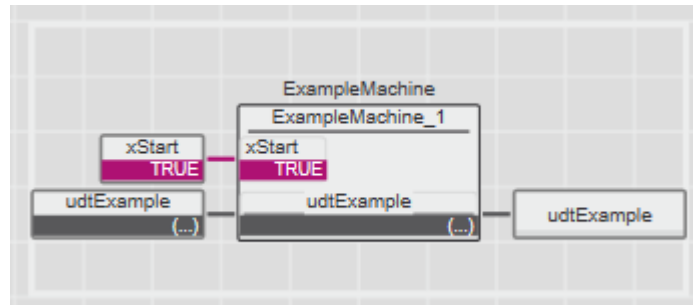 ExampleMachine
ExampleMachine_1
xStart xStart
TRUE TRUE
udtExample udtExample udtExample
(...) (...)